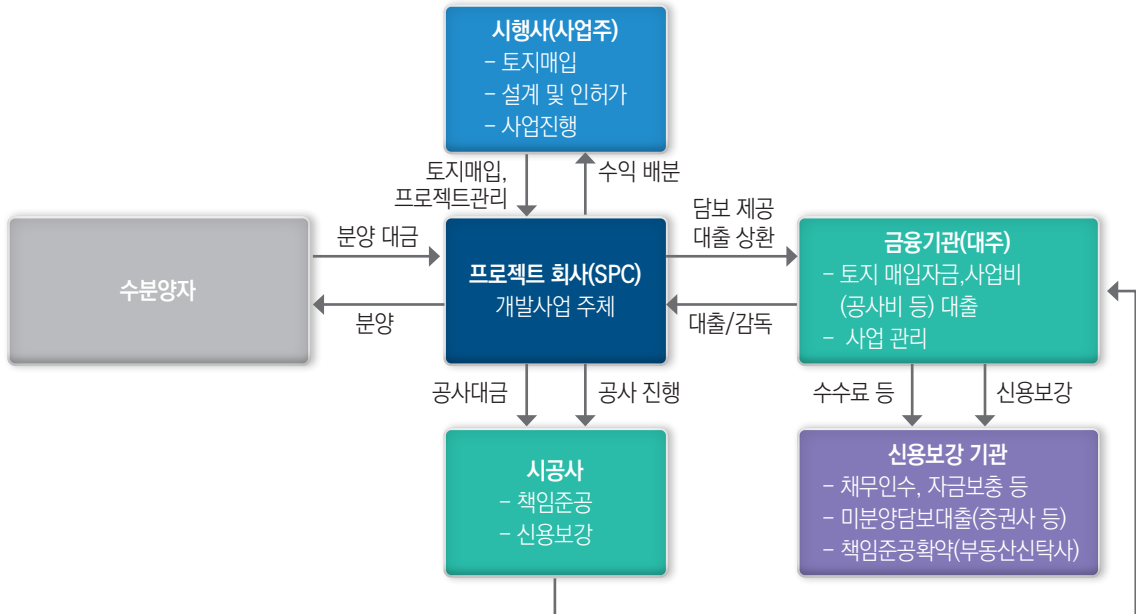 시행사(사업주)
– 토지매입
– 설계 및 인허가
– 사업진행
토지매입,
프로젝트관리
수익 배분
수분양자
분양 대금
분양
프로젝트 회사(SPC)
개발사업 주체
담보 제공
대출 상환
대출/감독
금융기관(대주)
– 토지 매입자금,사업비
(공사비 등) 대출
– 사업 관리
공사대금
공사 진행
수수료 등
신용보강
시공사
– 책임준공
– 신용보강
신용보강 기관
– 채무인수, 자금보충 등
– 미분양담보대출(증권사 등)
– 책임준공확약(부동산신탁사)